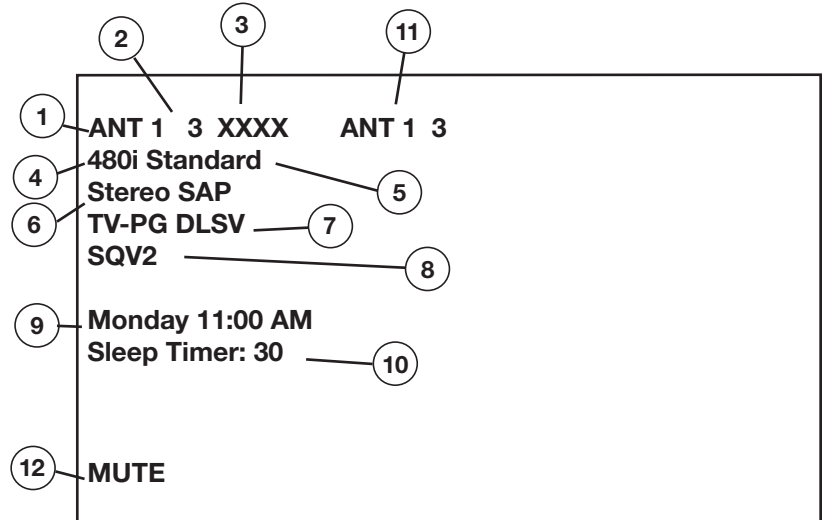 2 3 11
1 ANT 1 3 XXXX ANT 1 3
4 480i Standard 5
6 Stereo SAP
TV-PG DLSV 7
SQV2 8
9 Monday 11:00 AM
Sleep Timer: 30 10
12 MUTE